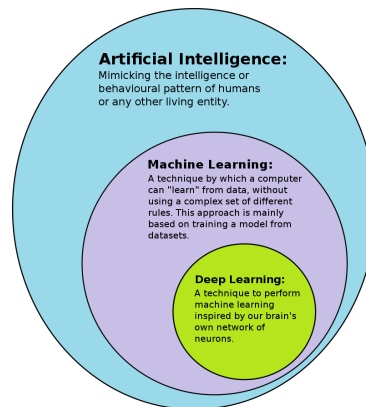 Artificial Intelligence:
Mimicking the intelligence or
behavioural pattern of humans
or any other living entity.
Machine Learning:
A technique by which a computer
can "learn" from data, without
using a complex set of different
rules. This approach is mainly
based on training a model from
datasets.
Deep Learning:
A technique to perform
machine learning
inspired by our brain's
own network of
neurons.